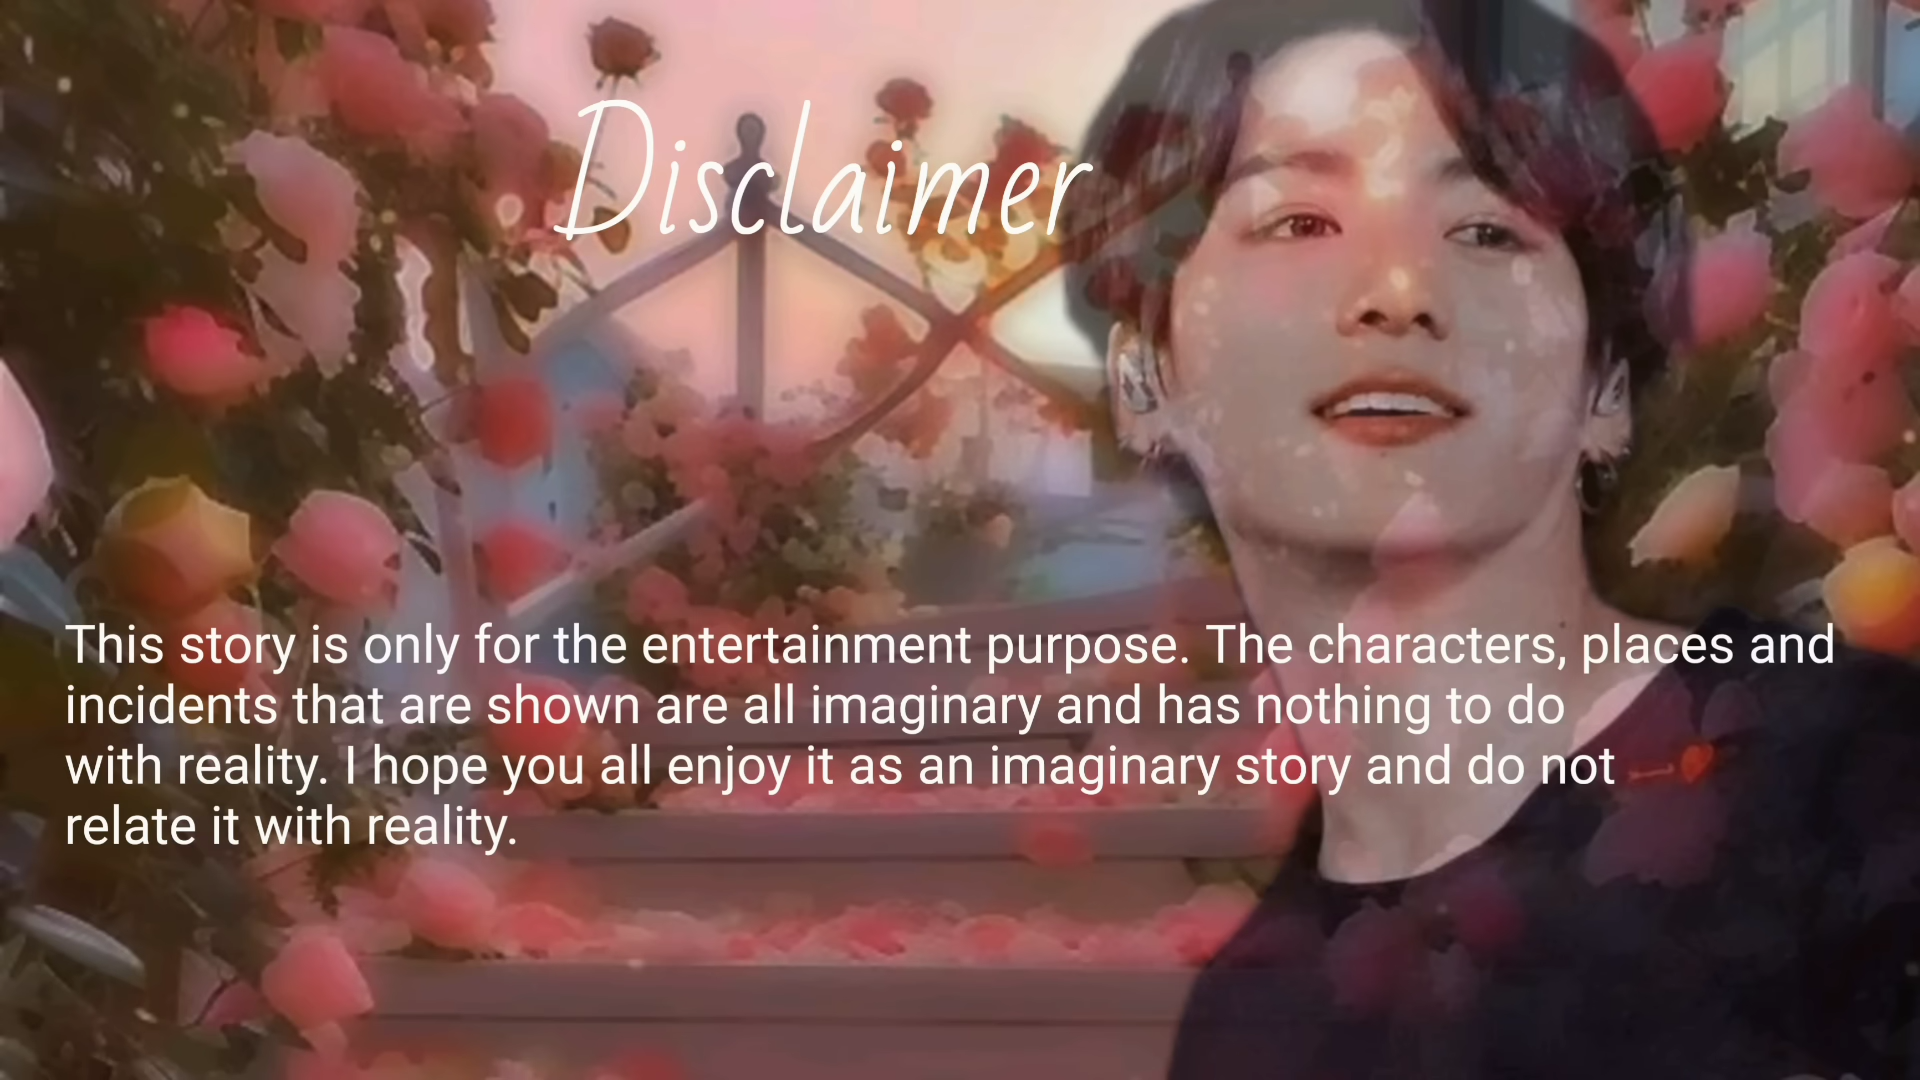 Disclaimer
This story is only for the entertainment purpose. The characters, places and
incidents that are shown are all imaginary and has nothing to do
with reality. I hope you all enjoy it as an imaginary story and do not
relate it with reality.